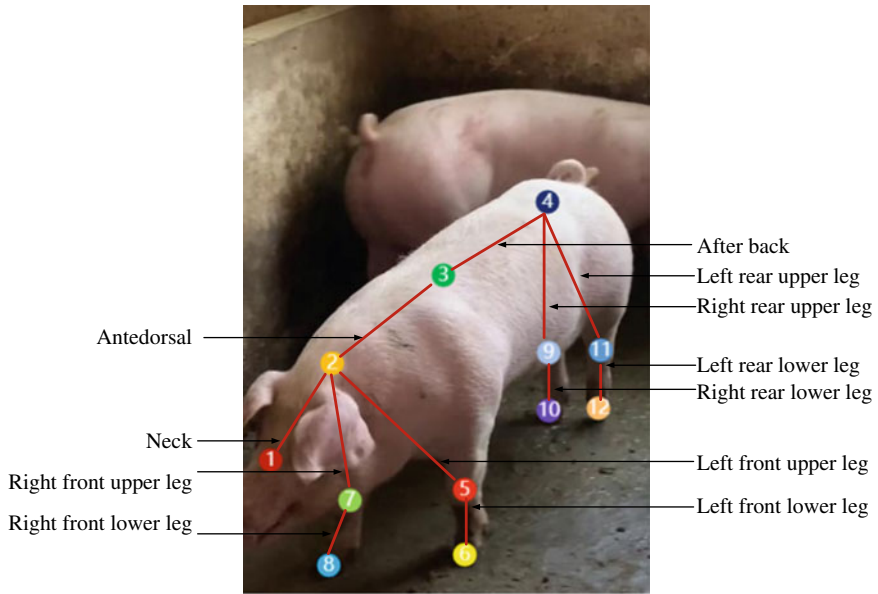 4
After back
3
Left rear upper leg
Right rear upper leg
Antedorsal
2
9
11
Left rear lower leg
Right rear lower leg
10
12
Neck
1
Left front upper leg
Right front upper leg
5
7
Left front lower leg
Right front lower leg
6
8